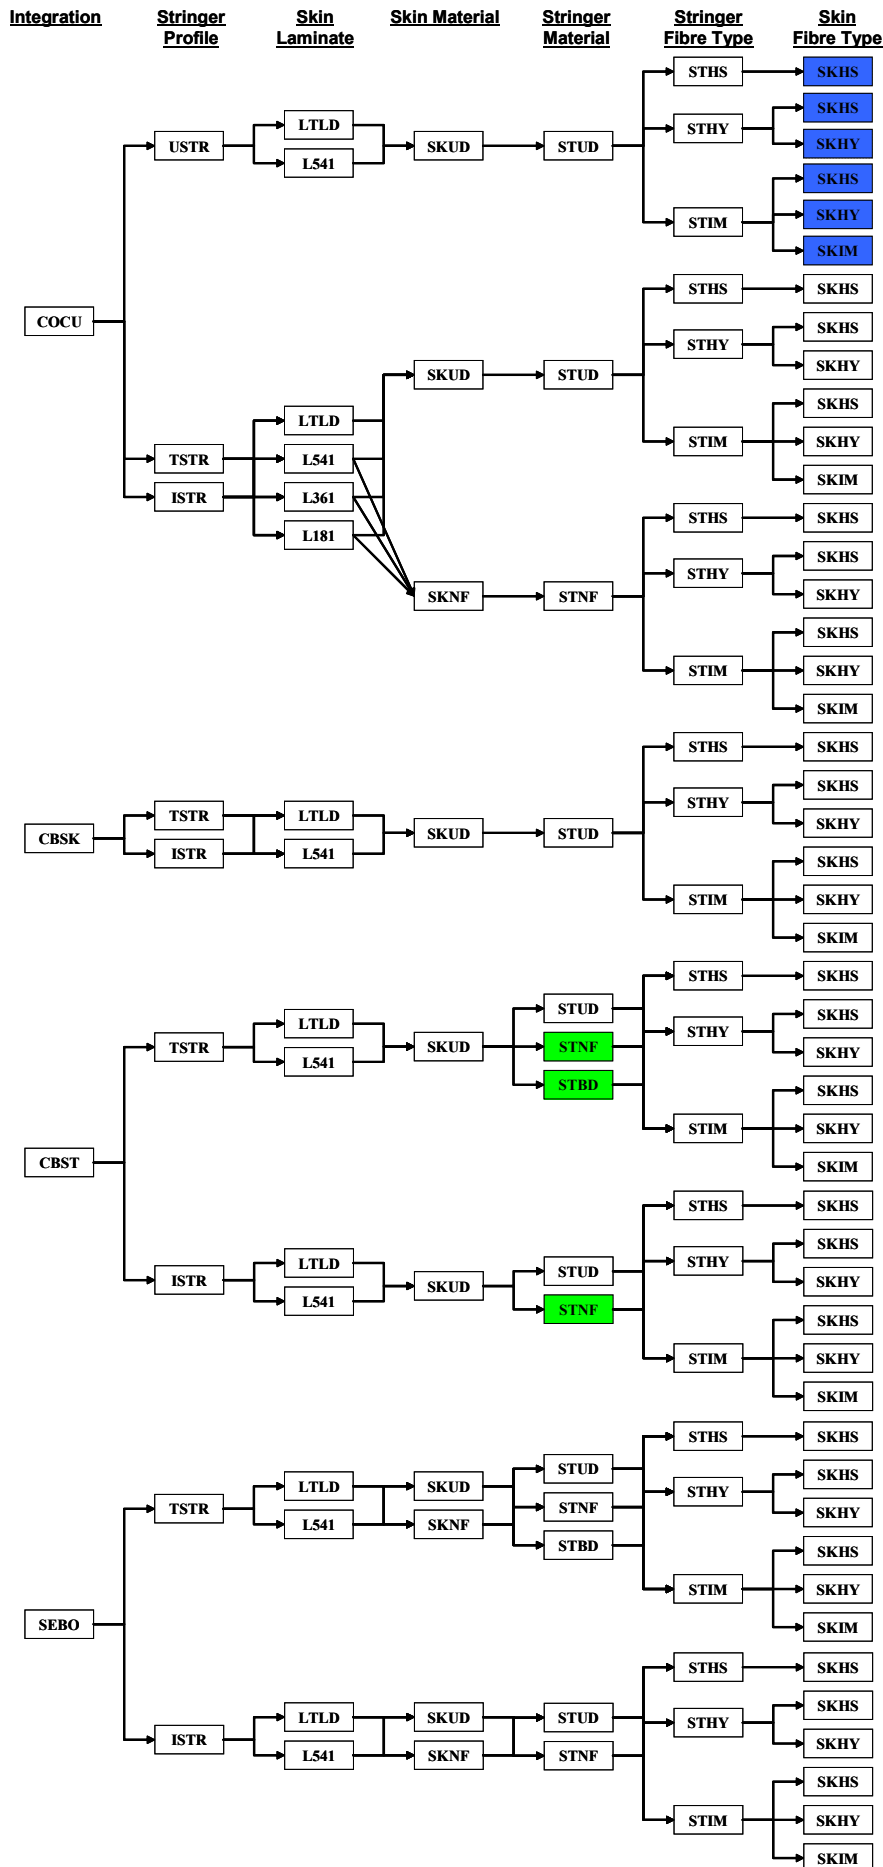 Integration
Stringer
Profile
Skin
Laminate
Skin Material
Stringer
Material
Stringer
Fibre Type
Skin
Fibre Type
COCU
USTR
LTLD
L541
SKUD
STUD
STHS
SKHS
STHY
SKHS
SKHY
STIM
SKHS
SKHY
SKIM
TSTR
ISTR
LTLD
L541
L361
L181
SKUD
STUD
STHS
SKHS
STHY
SKHS
SKHY
STIM
SKHS
SKHY
SKIM
SKNF
STNF
STHS
SKHS
STHY
SKHS
SKHY
STIM
SKHS
SKHY
SKIM
CBSK
TSTR
ISTR
LTLD
L541
SKUD
STUD
STHS
SKHS
STHY
SKHS
SKHY
STIM
SKHS
SKHY
SKIM
CBST
TSTR
LTLD
L541
SKUD
STUD
STNF
STBD
STHS
SKHS
STHY
SKHS
SKHY
STIM
SKHS
SKHY
SKIM
ISTR
LTLD
L541
SKUD
STUD
STNF
STHS
SKHS
STHY
SKHS
SKHY
STIM
SKHS
SKHY
SKIM
SEBO
TSTR
LTLD
L541
SKUD
SKNF
STUD
STNF
STBD
STHS
SKHS
STHY
SKHS
SKHY
STIM
SKHS
SKHY
SKIM
ISTR
LTLD
L541
SKUD
SKNF
STUD
STNF
STHS
SKHS
STHY
SKHS
SKHY
STIM
SKHS
SKHY
SKIM